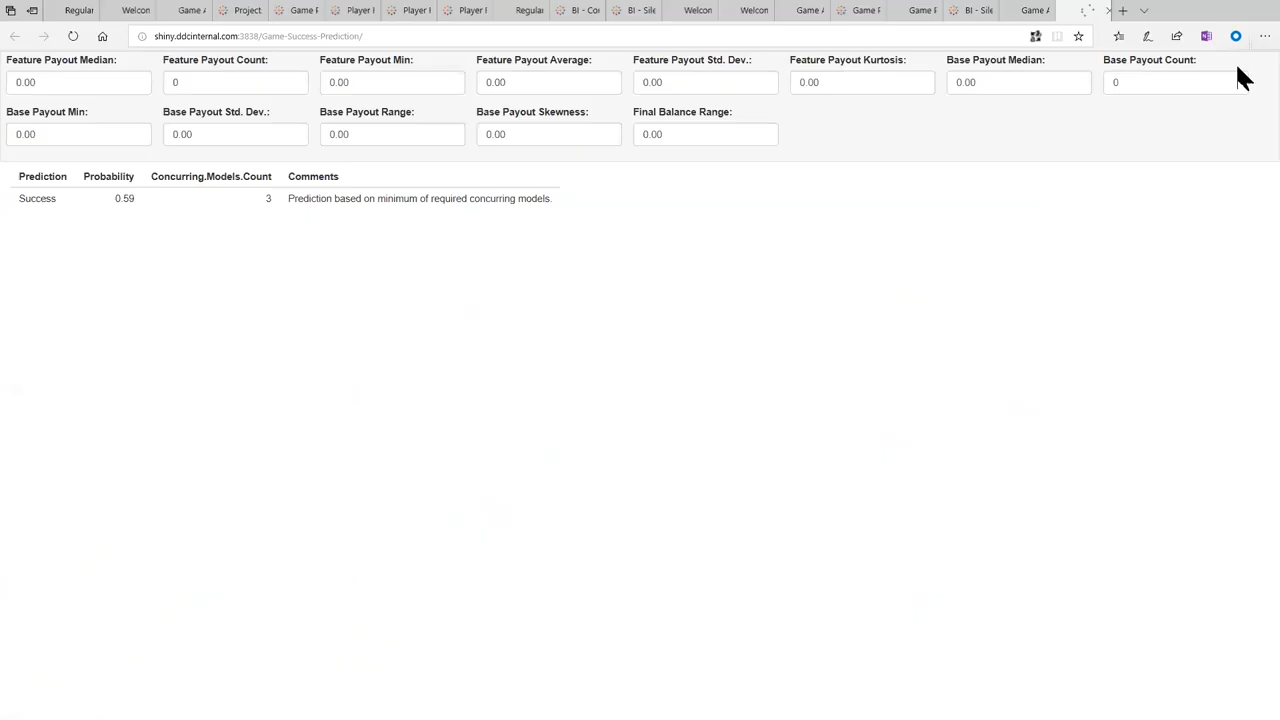 Regular Welcon Game A Project Game P Player I Player I Player I Regular BI - Cor BI - Sile Welcon Welcon Game A Game P Game P BI - Sile Game A
shiny.ddcinternal.com:3838/Game-Success-Prediction/
Feature Payout Median: Feature Payout Count: Feature Payout Min: Feature Payout Average: Feature Payout Std. Dev.: Feature Payout Kurtosis: Base Payout Median: Base Payout Count:
0.00 0 0.00 0.00 0.00 0.00 0.00 0
Base Payout Min: Base Payout Std. Dev.: Base Payout Range: Base Payout Skewness: Final Balance Range:
0.00 0.00 0.00 0.00 0.00
Prediction Probability Concurring.Models.Count Comments
Success 0.59 3 Prediction based on minimum of required concurring models.